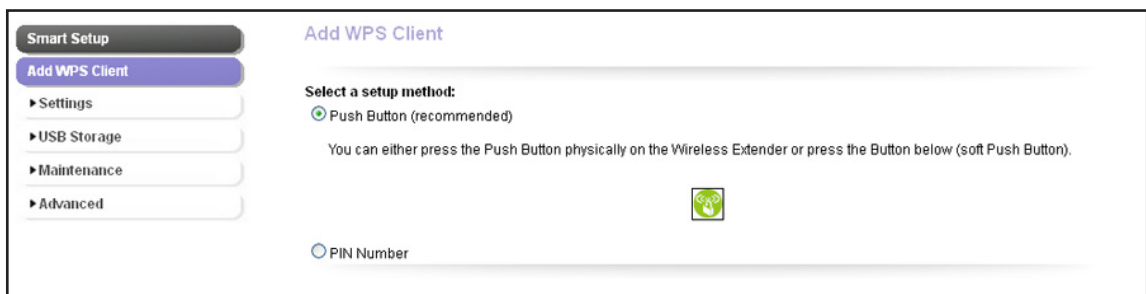 Smart Setup
Add WPS Client
Settings
USB Storage
Maintenance
Advanced
Add WPS Client
Select a setup method:
Push Button (recommended)
You can either press the Push Button physically on the Wireless Extender or press the Button below (soft Push Button).
PIN Number